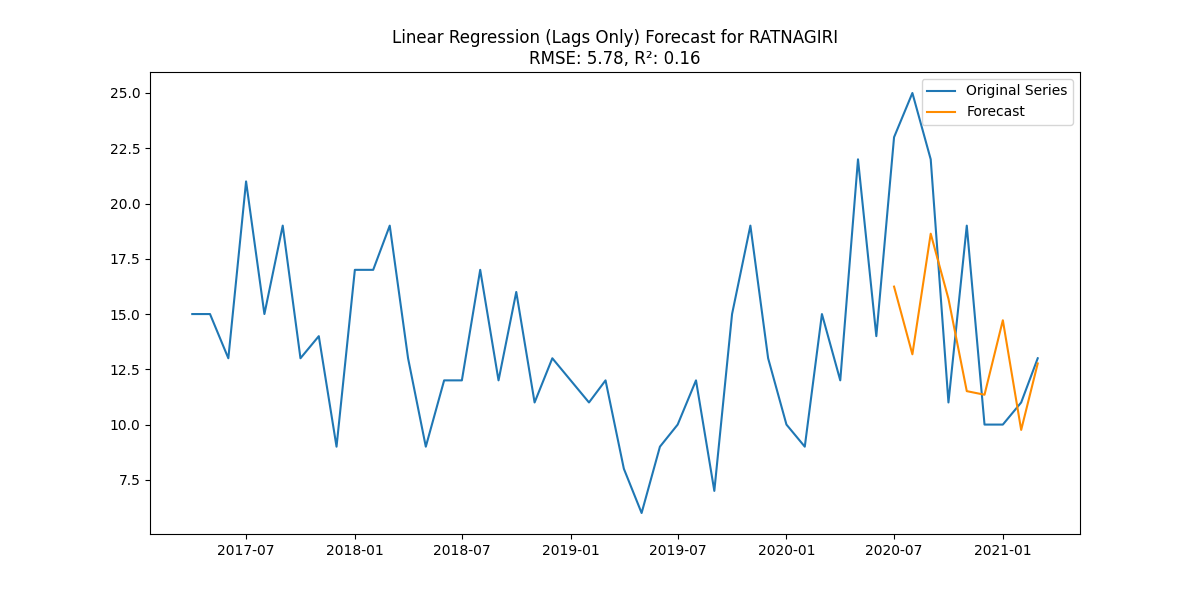 Linear Regression (Lags Only) Forecast for RATNAGIRI
RMSE: 5.78, R²: 0.16
Original Series
Forecast
25.0
22.5
20.0
17.5
15.0
12.5
10.0
7.5
2017-07 2018-01 2018-07 2019-01 2019-07 2020-01 2020-07 2021-01